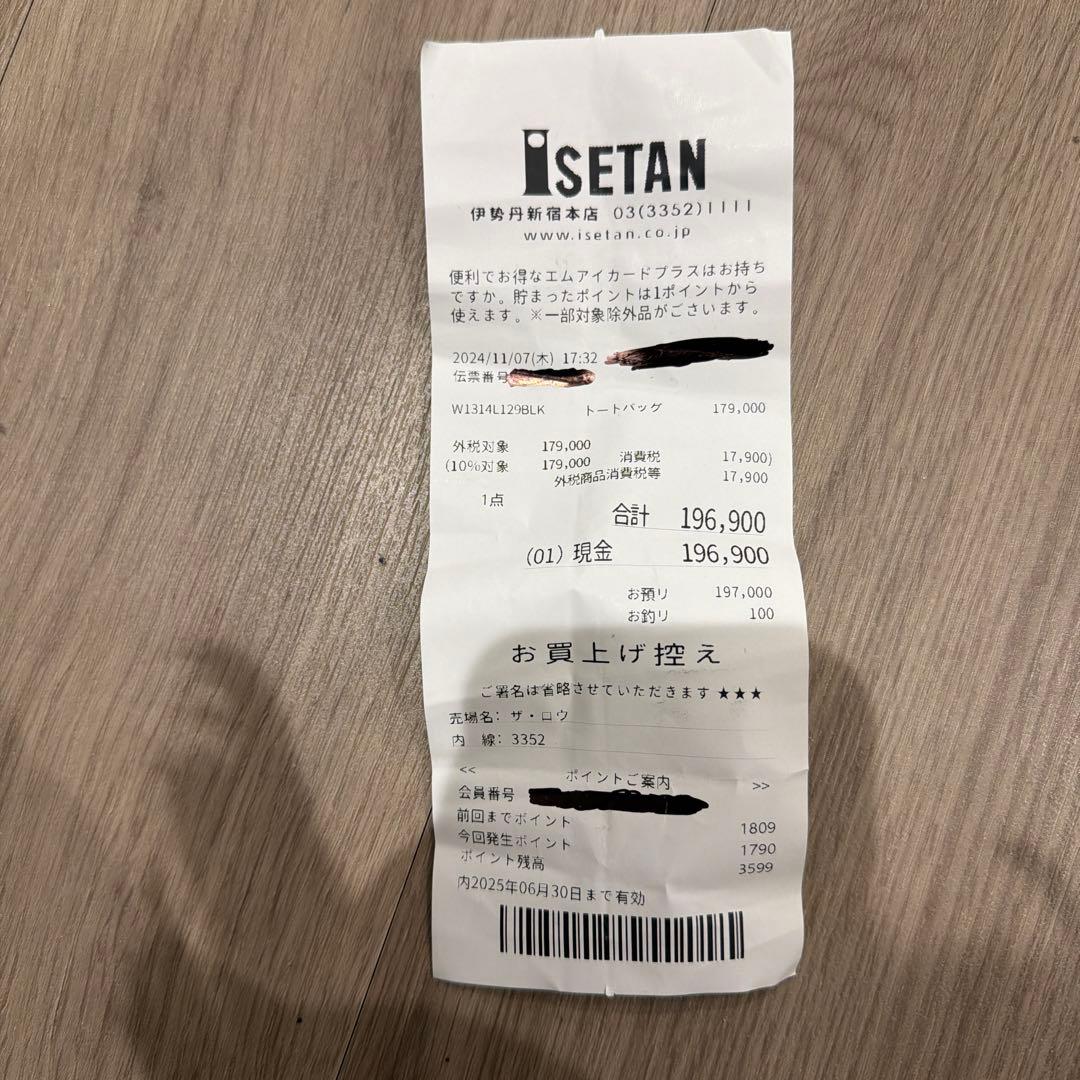 ISETAN
伊勢丹新宿本店 03(3352)1111
www.isetan.co.jp
便利でお得なエムアイカードプラスはお持ち
ですか。貯まったポイントは1ポイントから
使えます。※一部対象除外品がございます。
2024/11/07(木) 17:32
伝票番号
W1314L129BLK トートバッグ 179,000
外税対象 179,000
(10%対象 179,000 消費税 17,900)
外税商品消費税等 17,900
1点
合計 196,900
(01) 現金 196,900
お預リ 197,000
お釣リ 100
お買上げ控え
ご署名は省略させていただきます ★★★
売場名: ザ・ロウ
内 線: 3352
<< ポイントご案内 >>
会員番号
前回までポイント 1809
今回発生ポイント 1790
ポイント残高 3599
内2025年06月30日まで有効